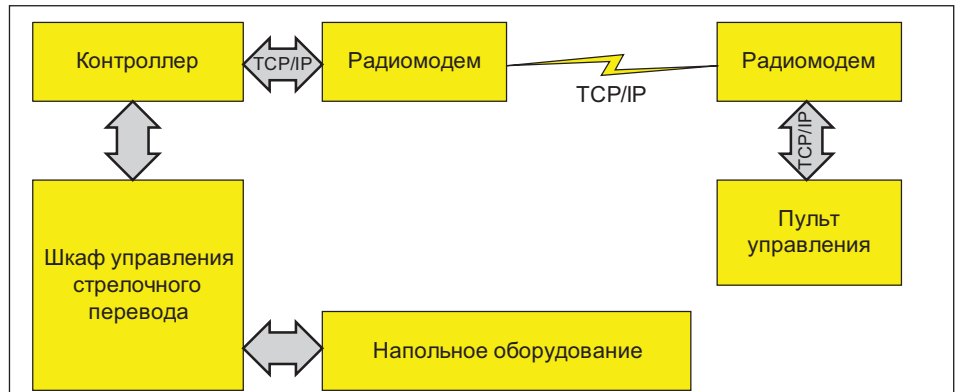 Контроллер
TCP/IP
Радиомодем
TCP/IP
Радиомодем
TCP/IP
Шкаф управления
стрелочного
перевода
Пульт
управления
Напольное оборудование